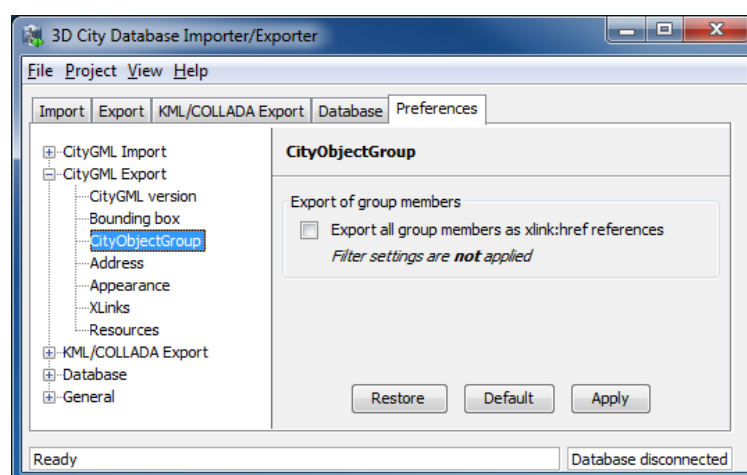 3D City Database Importer/Exporter
File Project View Help
Import Export KML/COLLADA Export Database Preferences
CityGML Import
CityGML Export
CityGML version
Bounding box
CityObjectGroup
Address
Appearance
XLinks
Resources
KML/COLLADA Export
Database
General
CityObjectGroup
Export of group members
Export all group members as xlink:href references
Filter settings are not applied
Restore Default Apply
Ready Database disconnected